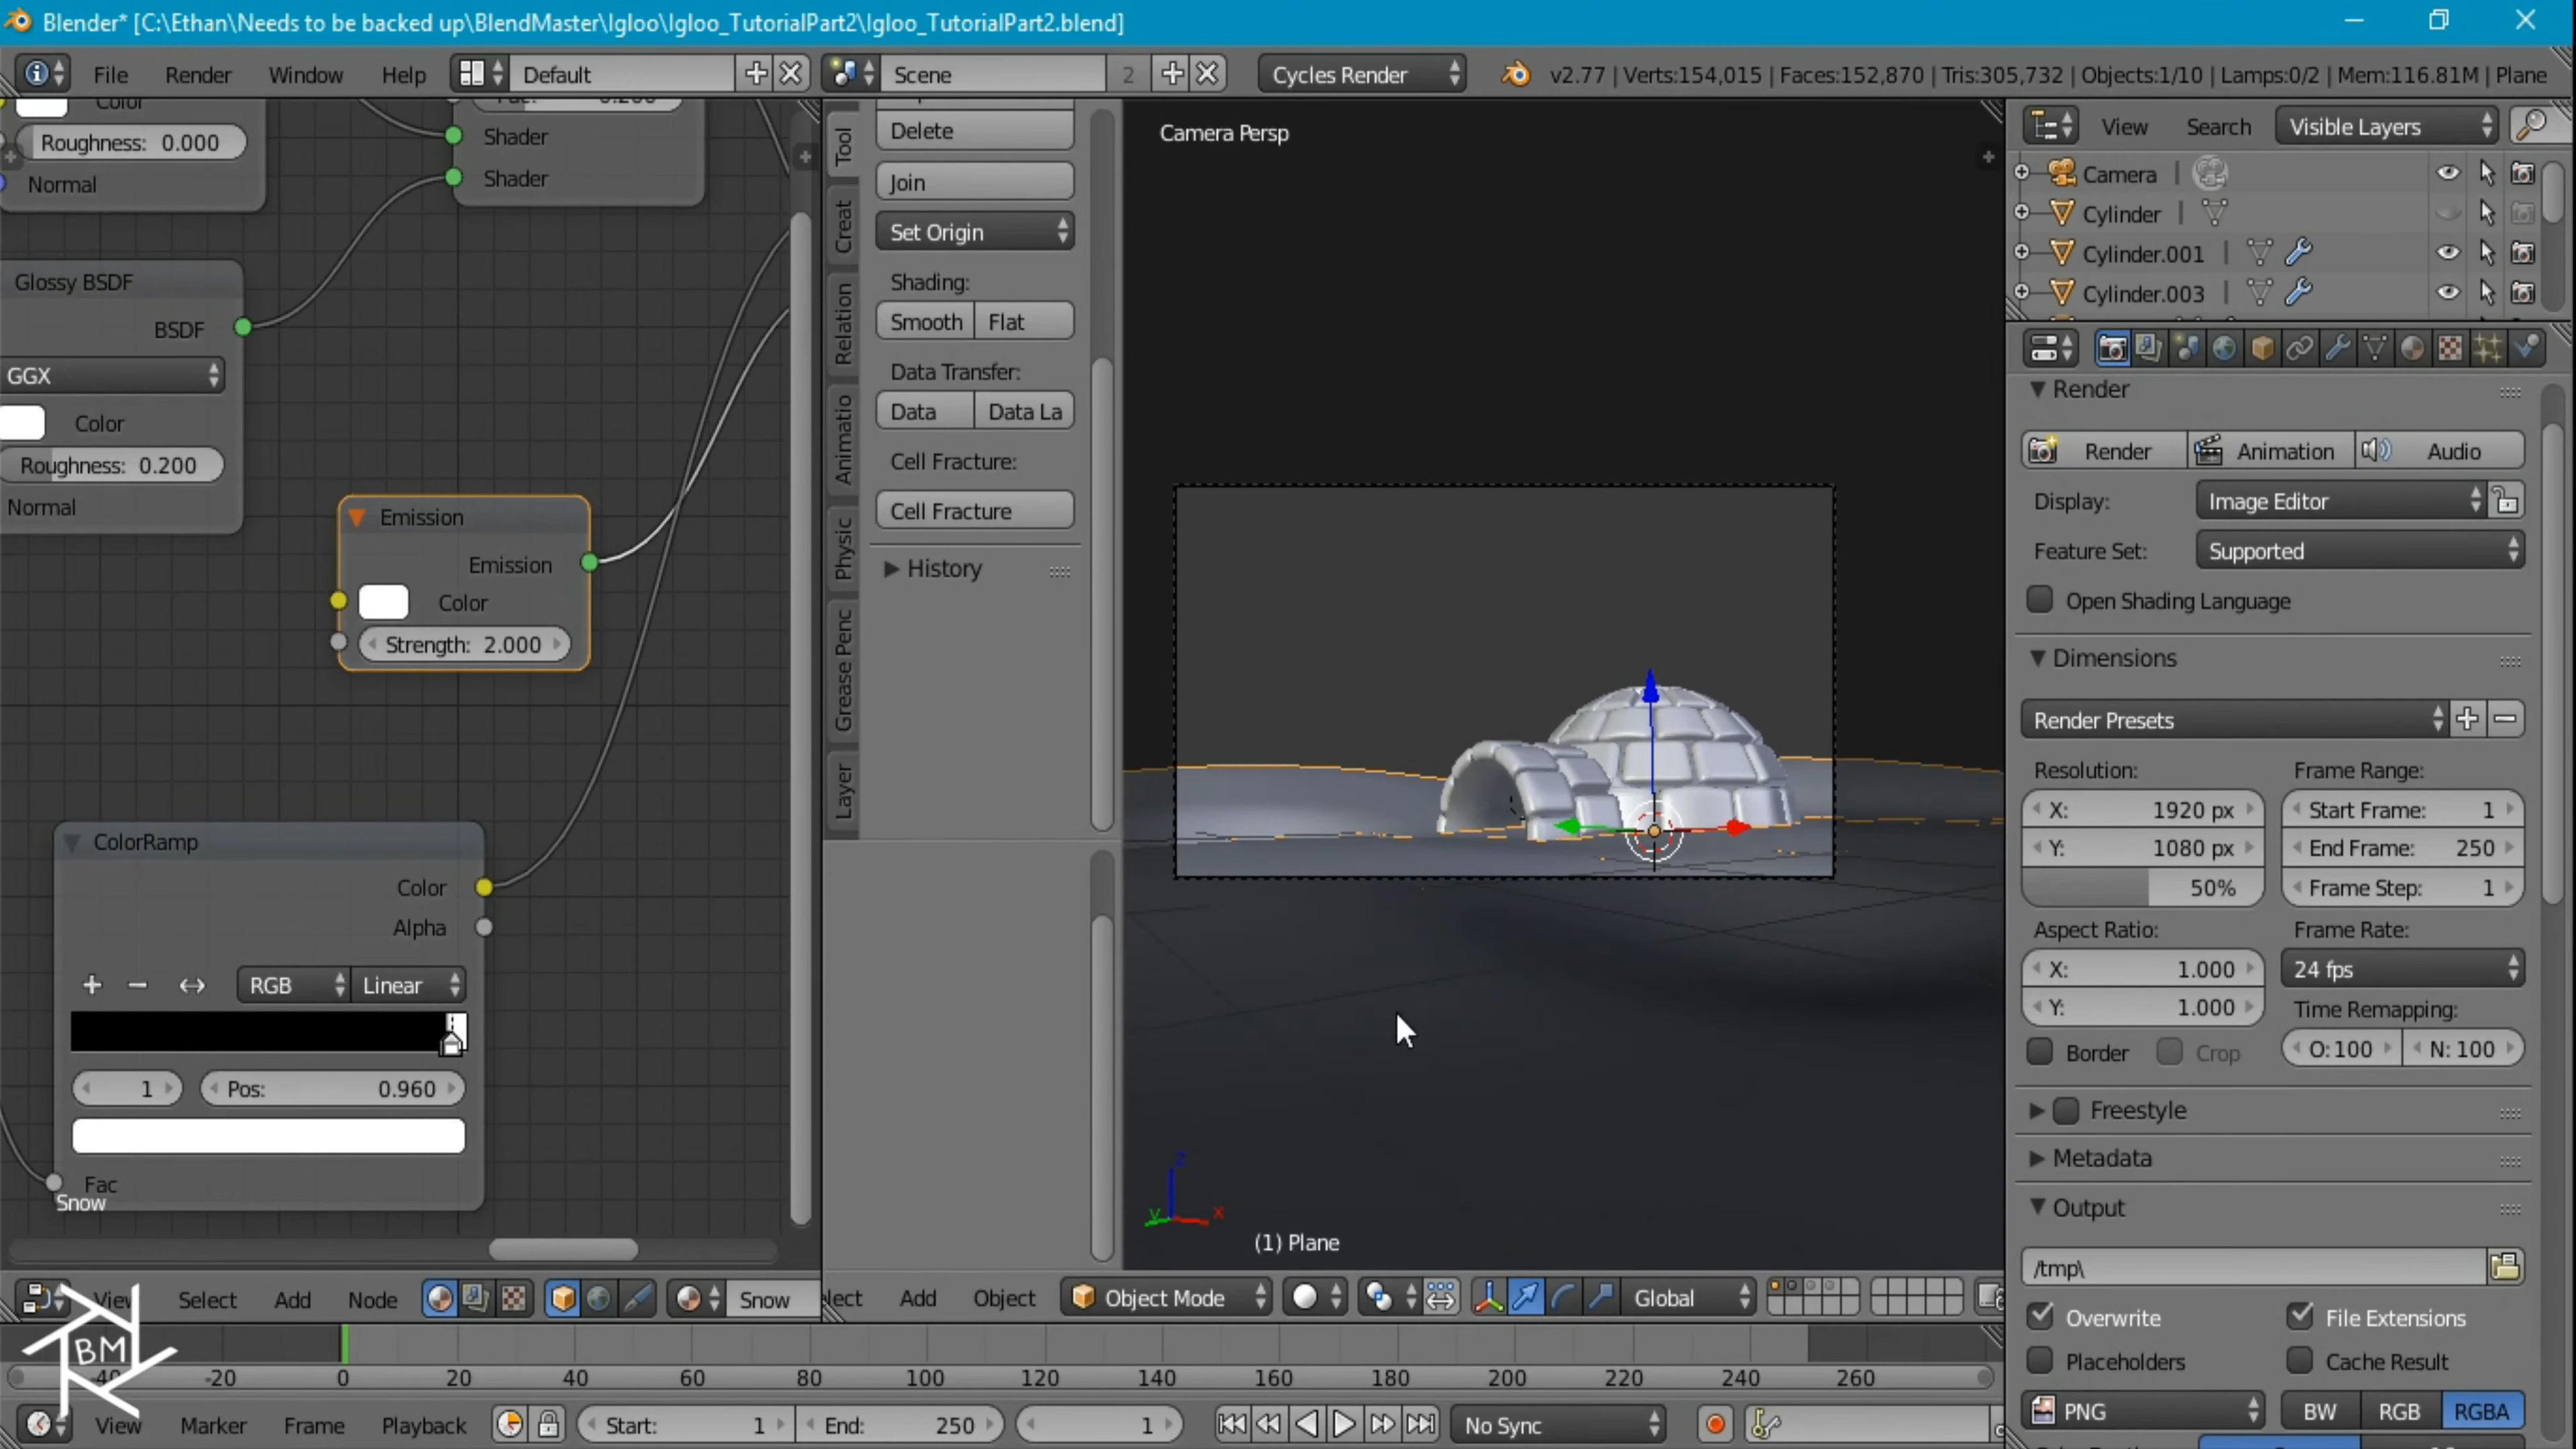 Blender* [C:\Ethan\Needs to be backed up\BlendMaster\Igloo\Igloo_TutorialPart2\Igloo_TutorialPart2.blend]
File Render Window Help Default Scene 2 Cycles Render v2.77 | Verts:154,015 | Faces:152,870 | Tris:305,732 | Objects:1/10 | Lamps:0/2 | Mem:116.81M | Plane
Color
Roughness: 0.000
Normal
Shader
Shader
Glossy BSDF
BSDF
GGX
Color
Roughness: 0.200
Normal
Emission
Emission
Color
Strength: 2.000
ColorRamp
Color
Alpha
RGB Linear
1 Pos: 0.960
Fac
Snow
View Select Add Node Snow
Tool
Creat
Relation
Animatio
Physic
Grease Penc
Layer
Delete
Join
Set Origin
Shading:
Smooth Flat
Data Transfer:
Data Data La
Cell Fracture:
Cell Fracture
History
Camera Persp
z
y x
(1) Plane
lect Add Object Object Mode Global
View Search Visible Layers
Camera
Cylinder
Cylinder.001
Cylinder.003
Render
Render Animation Audio
Display: Image Editor
Feature Set: Supported
Open Shading Language
Dimensions
Render Presets
Resolution: Frame Range:
X: 1920 px Start Frame: 1
Y: 1080 px End Frame: 250
50% Frame Step: 1
Aspect Ratio: Frame Rate:
X: 1.000 24 fps
Y: 1.000 Time Remapping:
Border Crop O: 100 N: 100
Freestyle
Metadata
Output
/tmp\
Overwrite File Extensions
Placeholders Cache Result
PNG BW RGB RGBA
BM
-40 -20 0 20 40 60 80 100 120 140 160 180 200 220 240 260
View Marker Frame Playback Start: 1 End: 250 1 No Sync